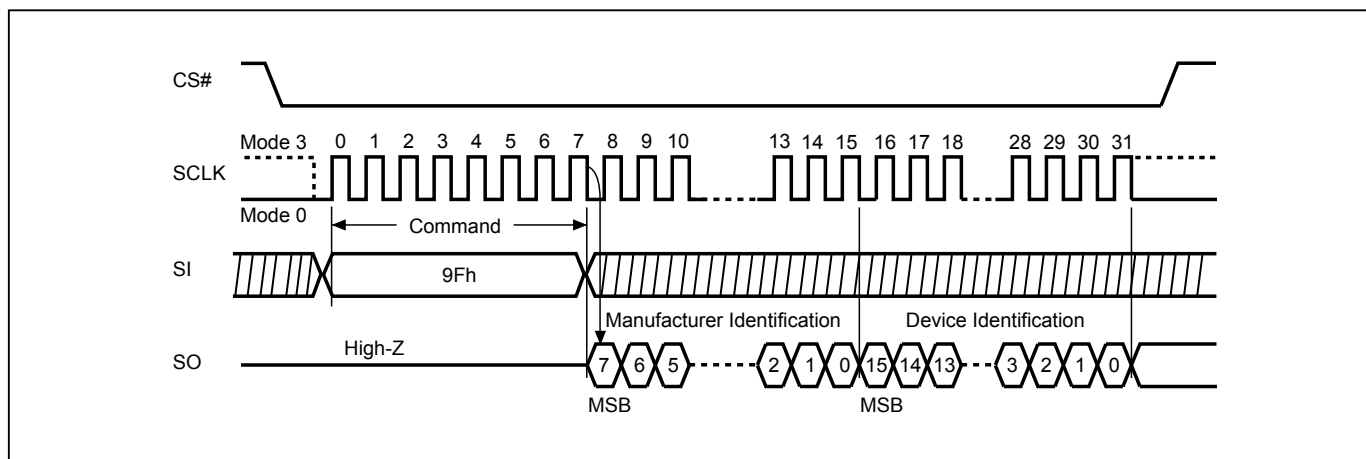 CS#
Mode 3 0 1 2 3 4 5 6 7 8 9 10 13 14 15 16 17 18 28 29 30 31
SCLK
Mode 0
Command
SI 9Fh
Manufacturer Identification Device Identification
High-Z
SO 7 6 5 2 1 0 15 14 13 3 2 1 0
MSB MSB